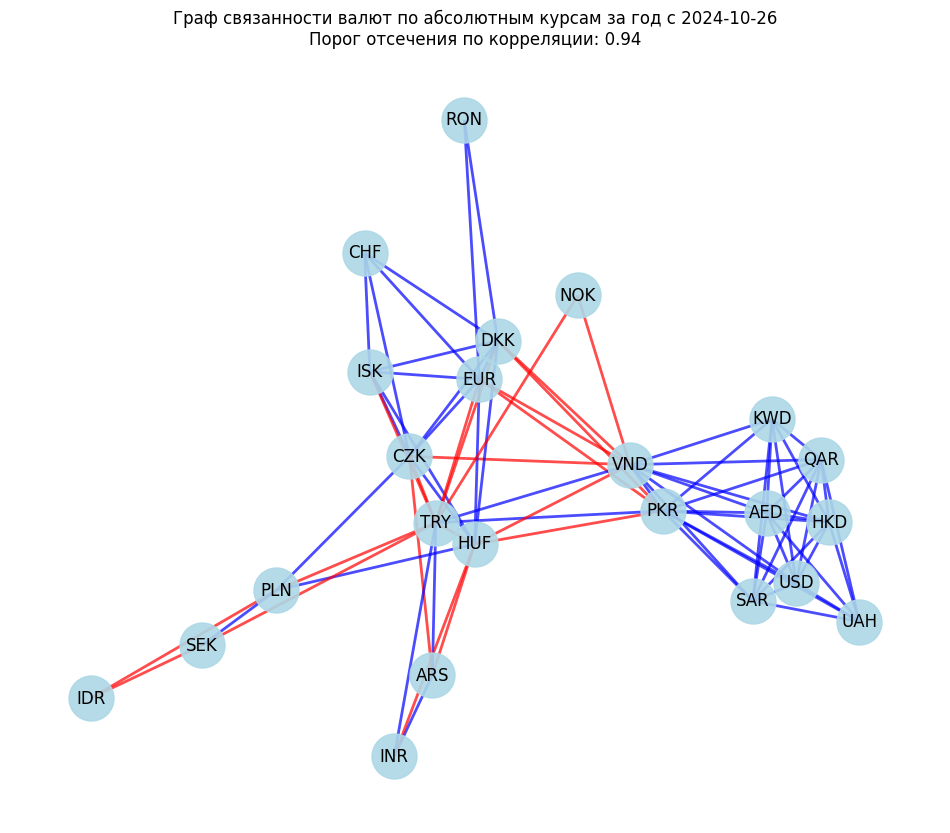 Граф связанности валют по абсолютным курсам за год с 2024-10-26
Порог отсечения по корреляции: 0.94
RON
CHF
NOK
DKK
ISK
EUR
KWD
CZK
VND
QAR
PKR
AED
TRY
HKD
HUF
USD
PLN
SAR
UAH
SEK
ARS
IDR
INR